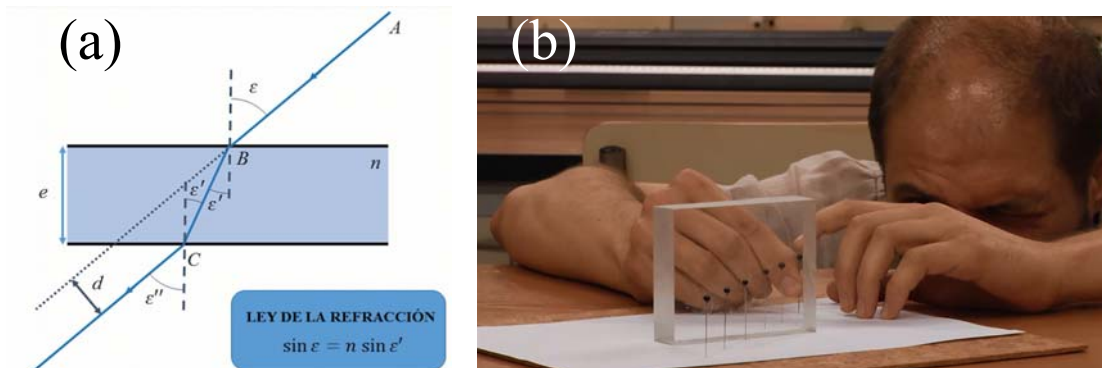 (a)
A
ε
B
n
e
ε′
ε′
C
d
ε″
LEY DE LA REFRACCIÓN
sin ε = n sin ε′
(b)